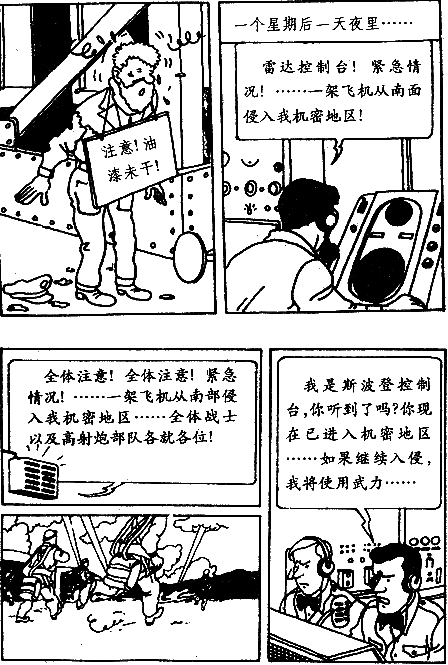 注意！油
漆未干！
一个星期后一天夜里……
雷达控制台！紧急情
况！……一架飞机从南面
侵入我机密地区！
全体注意！全体注意！紧急
情况！……一架飞机从南部侵
入我机密地区……全体战士
以及高射炮部队各就各位！
我是斯波登控制
台,你听到了吗？你现
在已进入机密地区
……如果继续入侵，
我将使用武力……